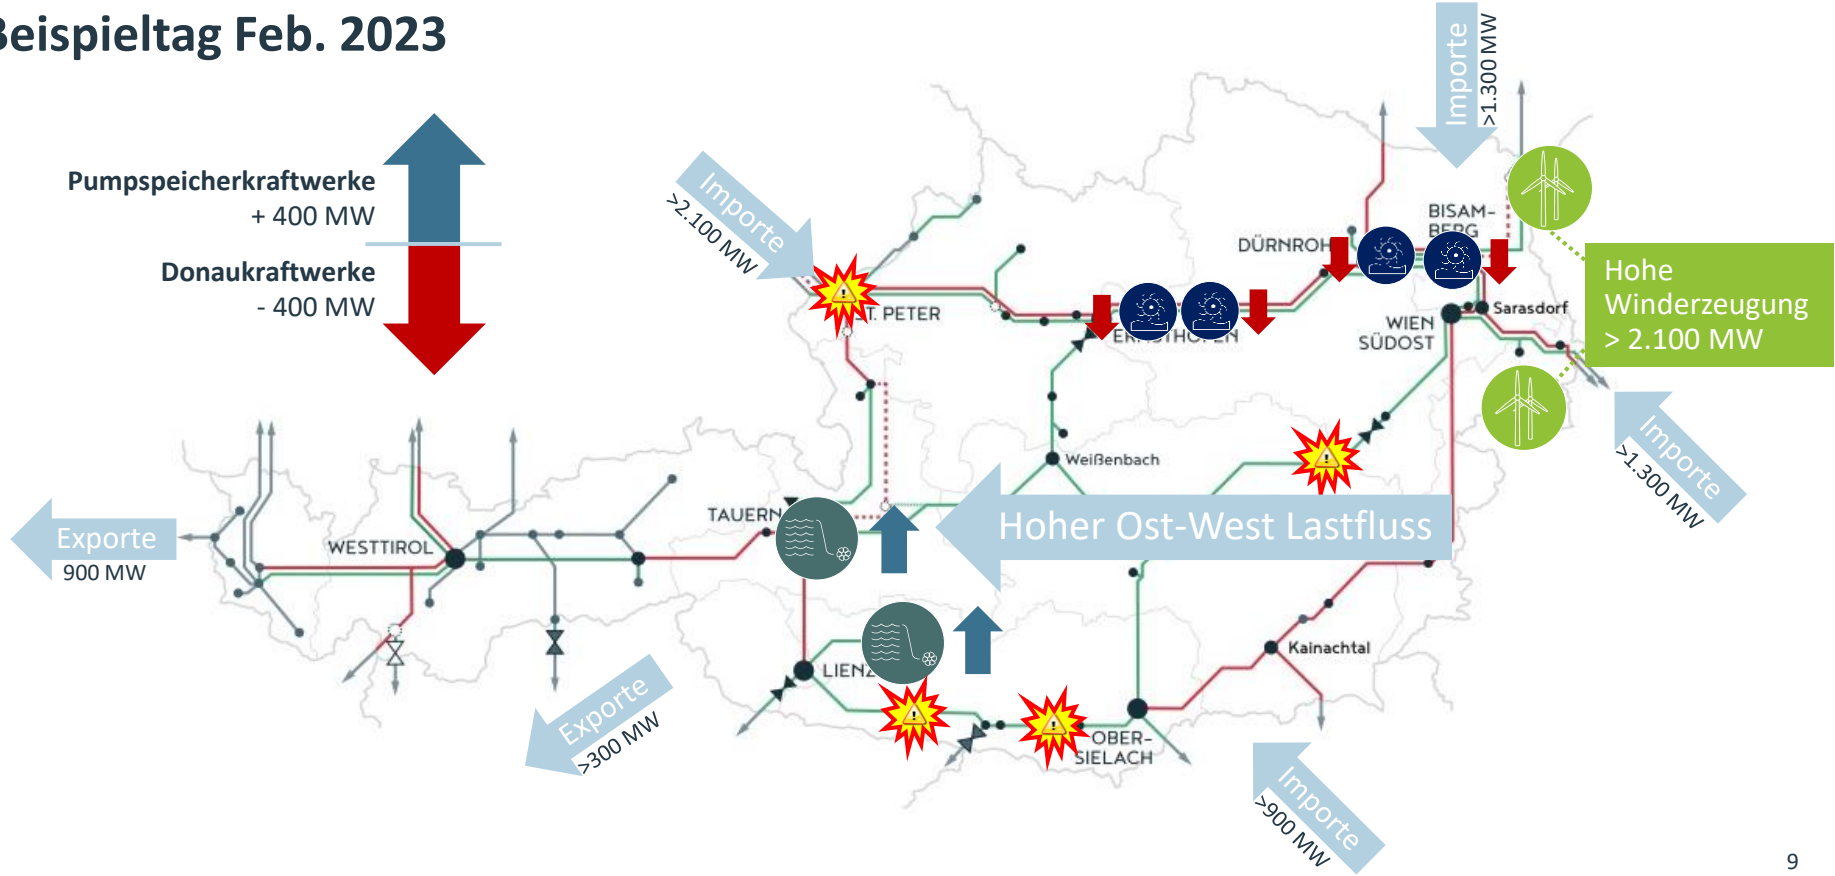 Beispieltag Feb. 2023
Importe
>1.300 MW
Pumpspeicherkraftwerke
+ 400 MW
Donaukraftwerke
- 400 MW
Importe
>2.100 MW
BISAM-
BERG
DÜRNROH
Hohe
Winderzeugung
> 2.100 MW
ST. PETER
ERNSTHOFEN
WIEN
SÜDOST
Sarasdorf
Importe
>1.300 MW
Weißenbach
TAUERN
Hoher Ost-West Lastfluss
Exporte
900 MW
WESTTIROL
Kainachtal
LIENZ
Exporte
>300 MW
OBER-
SIELACH
Importe
>900 MW
9